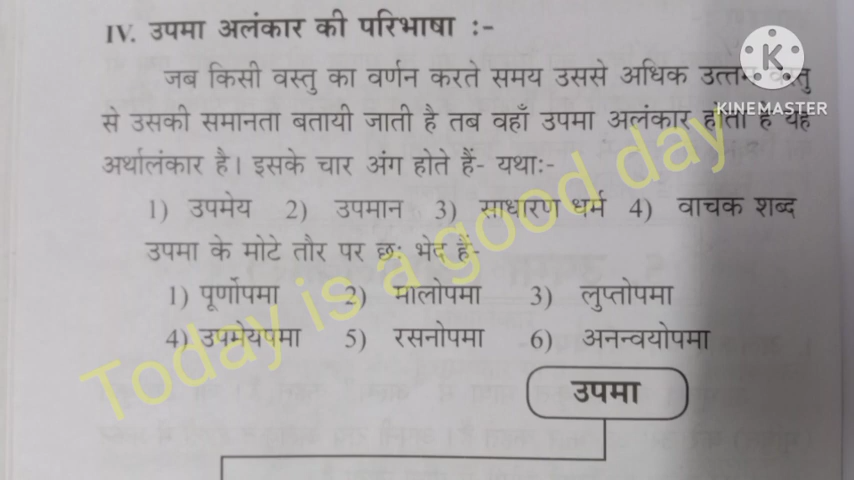 IV. उपमा अलंकार की परिभाषा :-
जब किसी वस्तु का वर्णन करते समय उससे अधिक उत्तम वस्तु
से उसकी समानता बतायी जाती है तब वहाँ उपमा अलंकार होता है यह
अर्थालंकार है। इसके चार अंग होते हैं- यथाः-
1) उपमेय 2) उपमान 3) साधारण धर्म 4) वाचक शब्द
उपमा के मोटे तौर पर छः भेद हैं-
1) पूर्णोपमा 2) मालोपमा 3) लुप्तोपमा
4) उपमेयपमा 5) रसनोपमा 6) अनन्वयोपमा
उपमा
KINEMASTER
Today is a good day